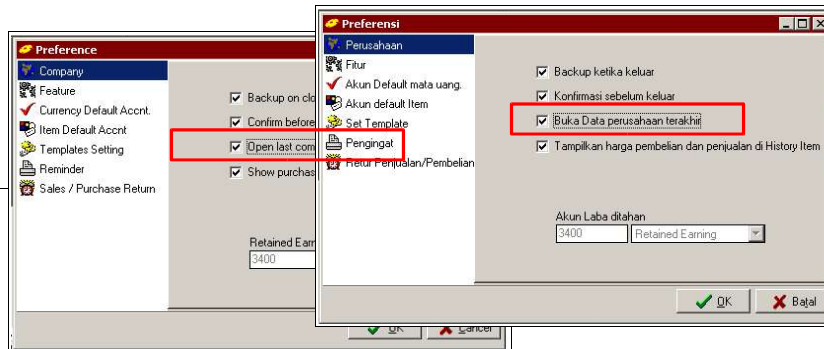 Preference
Company
Feature
Currency Default Accnt.
Item Default Accnt
Templates Setting
Reminder
Sales / Purchase Return
Backup on clo
Confirm before
Open last com
Show purchas
Retained Earn
3400
OK
Cancel
Preferensi
Perusahaan
Fitur
Akun Default mata uang.
Akun default Item
Set Template
Pengingat
Retur Penjualan/Pembelian
Backup ketika keluar
Konfirmasi sebelum keluar
Buka Data perusahaan terakhir
Tampilkan harga pembelian dan penjualan di History Item
Akun Laba ditahan
3400 Retained Earning
OK Batal